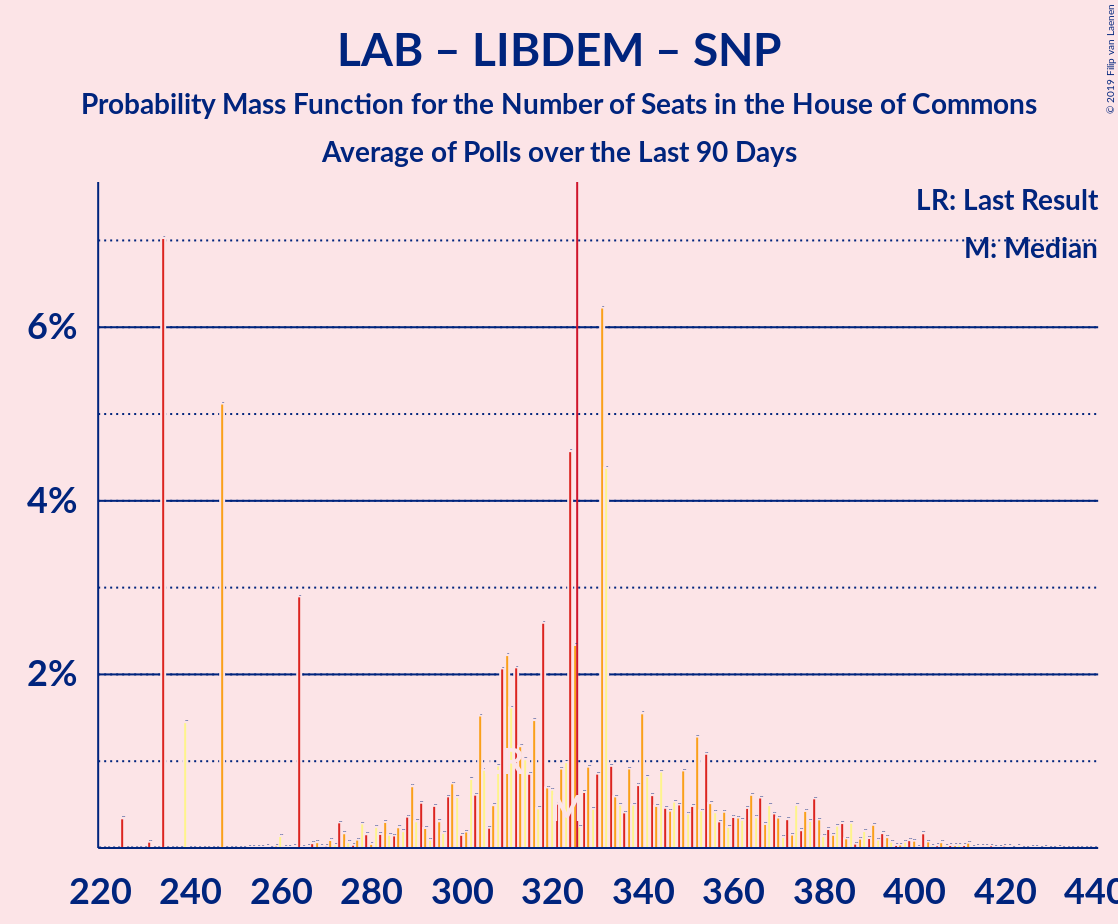 LAB – LIBDEM – SNP
Probability Mass Function for the Number of Seats in the House of Commons
Average of Polls over the Last 90 Days
© 2019 Filip van Laenen
LR: Last Result
M: Median
6%
4%
2%
M
220 240 260 280 300 320 340 360 380 400 420 440